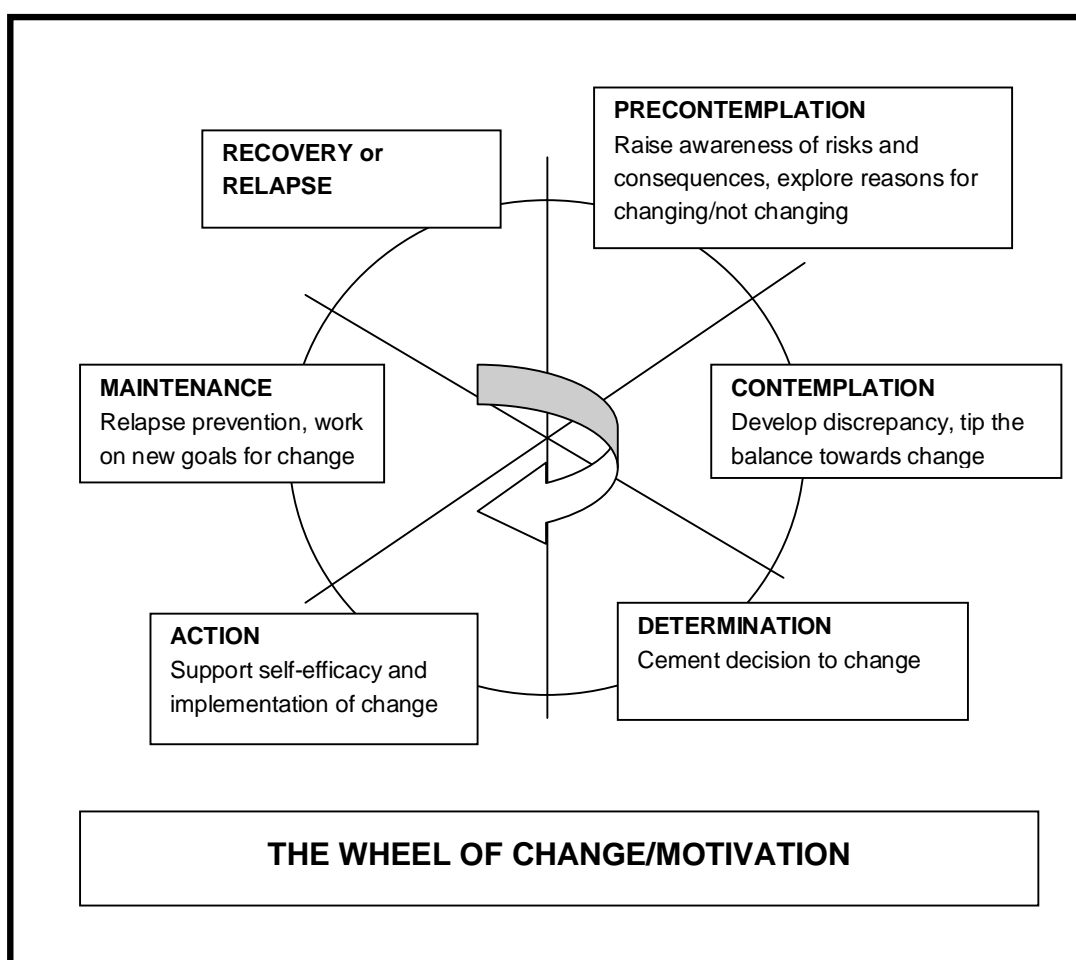 PRECONTEMPLATION
Raise awareness of risks and
consequences, explore reasons for
changing/not changing
RECOVERY or
RELAPSE
MAINTENANCE
Relapse prevention, work
on new goals for change
CONTEMPLATION
Develop discrepancy, tip the
balance towards change
ACTION
Support self-efficacy and
implementation of change
DETERMINATION
Cement decision to change
THE WHEEL OF CHANGE/MOTIVATION